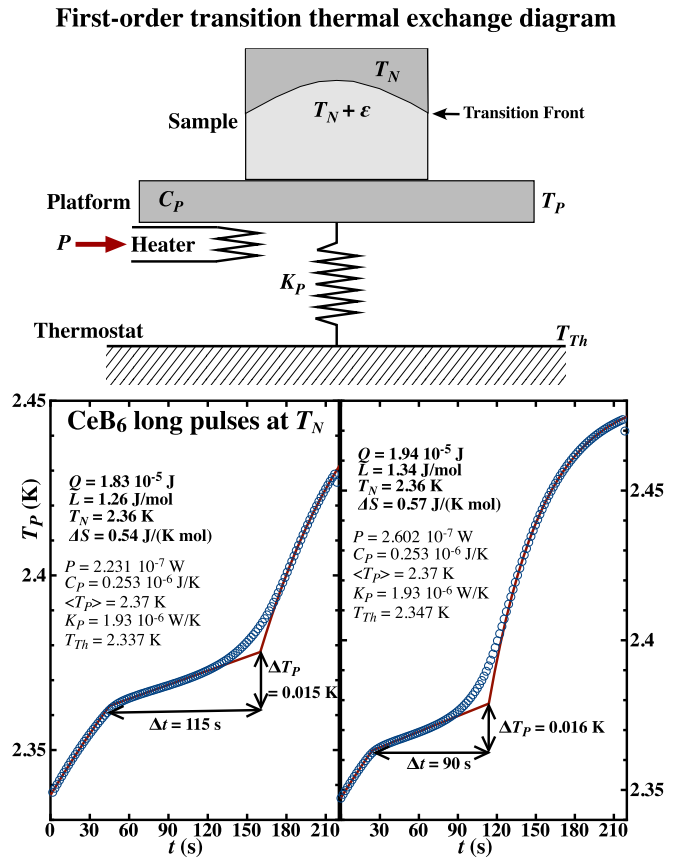 First-order transition thermal exchange diagram
T_N
T_N + ε
Transition Front
Sample
Platform
C_P
T_P
P
Heater
K_P
Thermostat
T_Th
CeB₆ long pulses at T_N
Q = 1.83 10⁻⁵ J
L = 1.26 J/mol
T_N = 2.36 K
ΔS = 0.54 J/(K mol)
P = 2.231 10⁻⁷ W
C_P = 0.253 10⁻⁶ J/K
<T_P> = 2.37 K
K_P = 1.93 10⁻⁶ W/K
T_Th = 2.337 K
ΔT_P
= 0.015 K
Δt = 115 s
2.45
2.4
2.35
T_P (K)
0 30 60 90 120 150 180 210
t (s)
Q = 1.94 10⁻⁵ J
L = 1.34 J/mol
T_N = 2.36 K
ΔS = 0.57 J/(K mol)
P = 2.602 10⁻⁷ W
C_P = 0.253 10⁻⁶ J/K
<T_P> = 2.37 K
K_P = 1.93 10⁻⁶ W/K
T_Th = 2.347 K
ΔT_P = 0.016 K
Δt = 90 s
2.45
2.4
2.35
30 60 90 120 150 180 210
t (s)